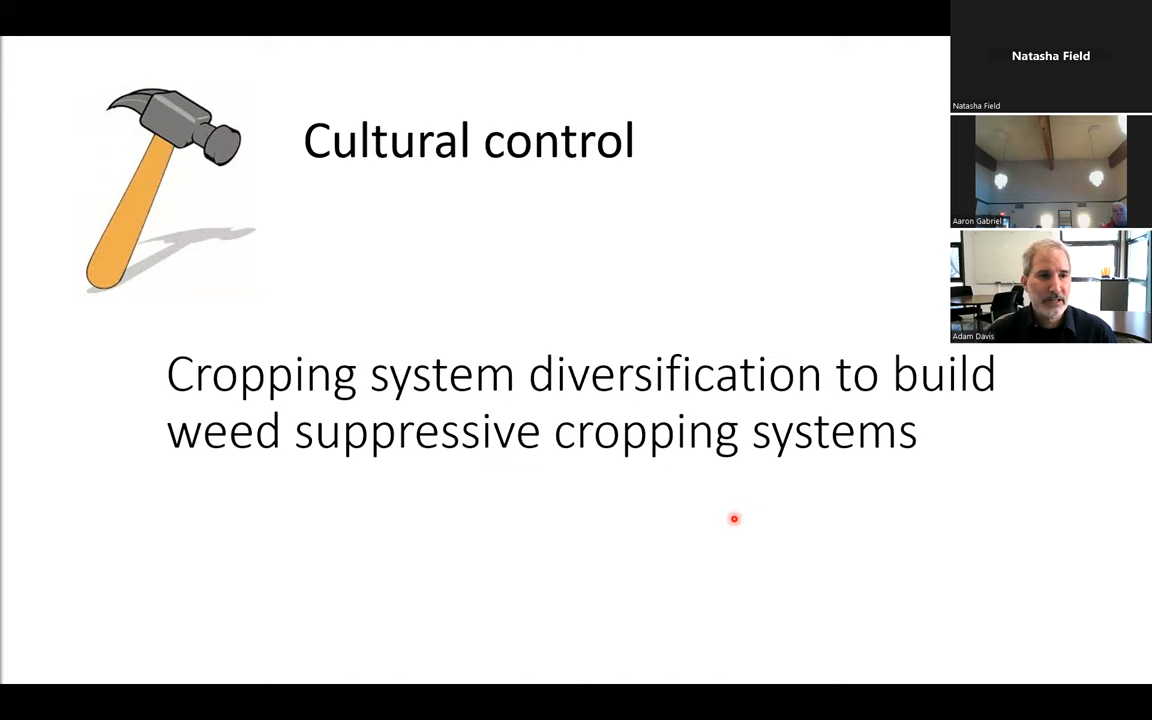 Natasha Field
Natasha Field
Cultural control
Aaron Gabriel
Adam Davis
Cropping system diversification to build
weed suppressive cropping systems